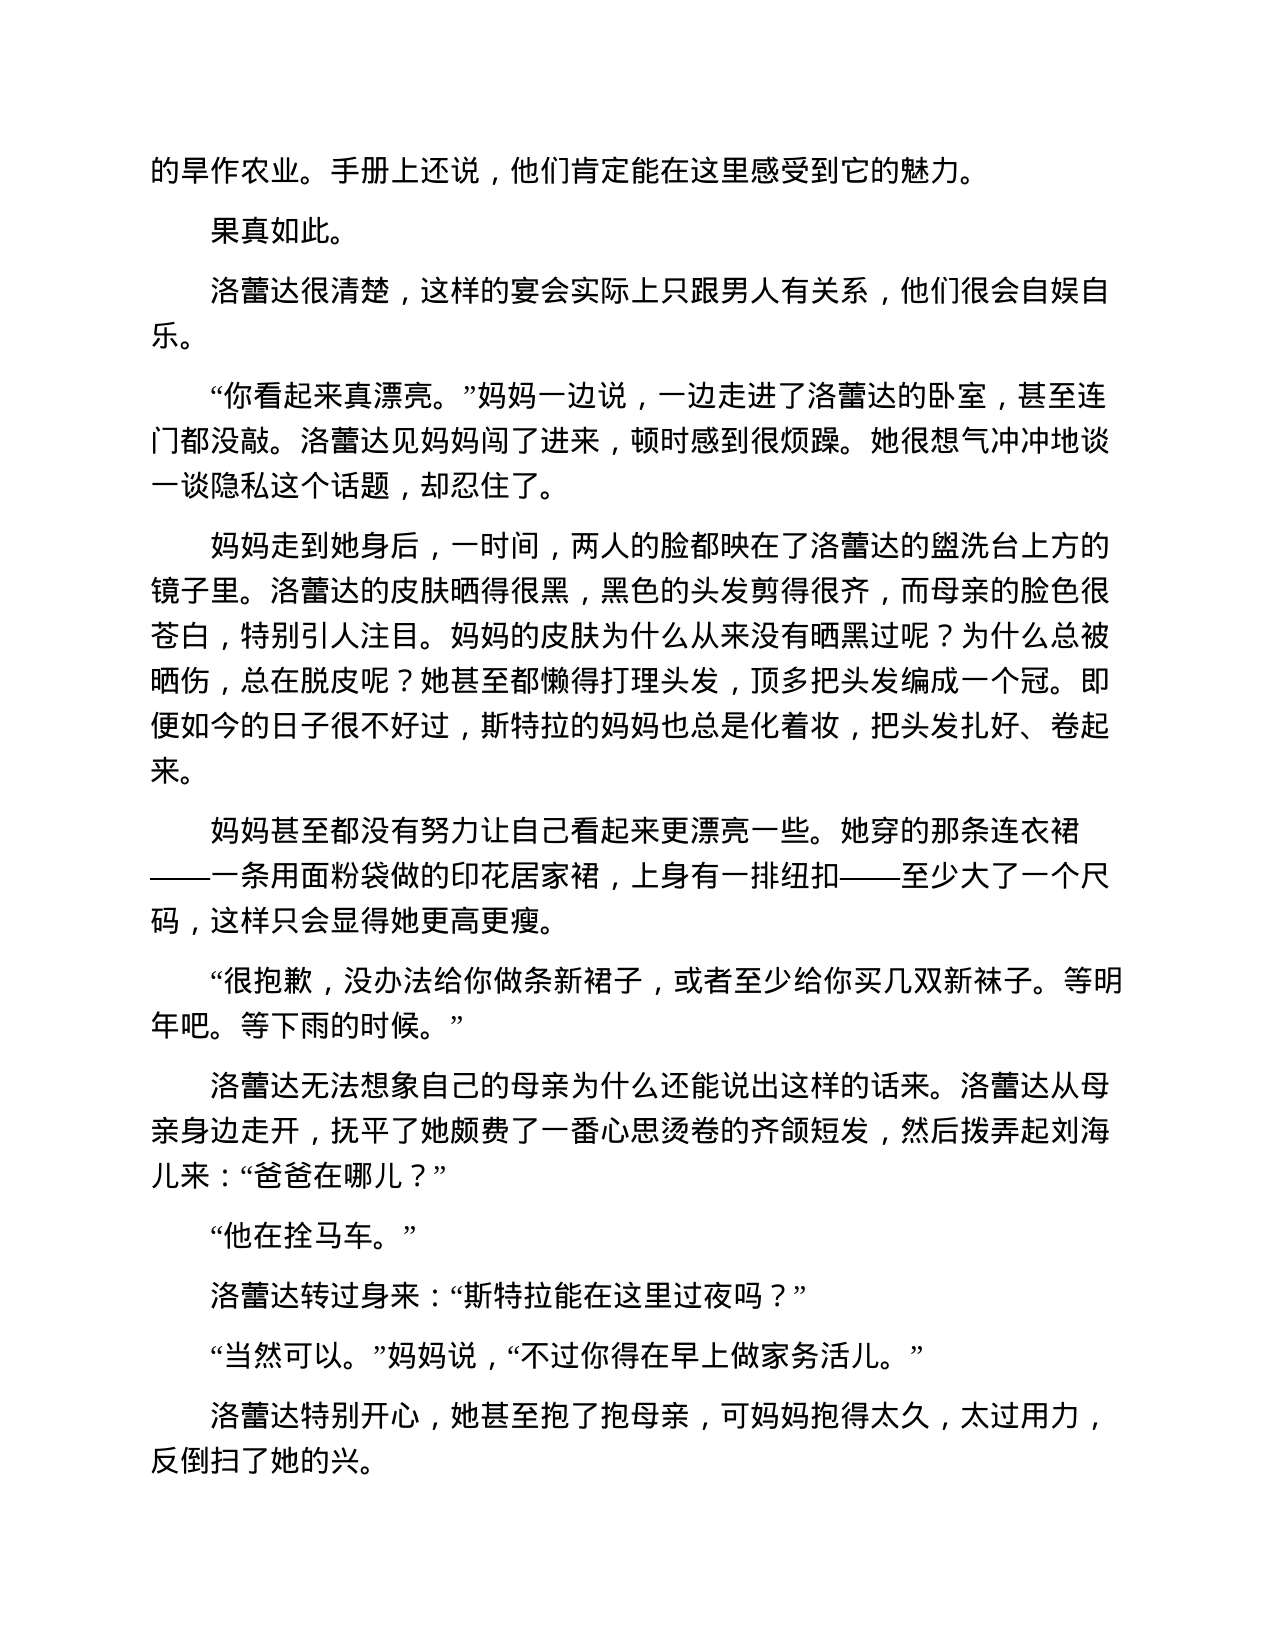 的旱作农业。手册上还说，他们肯定能在这里感受到它的魅力。
果真如此。
洛蕾达很清楚，这样的宴会实际上只跟男人有关系，他们很会自娱自
乐。
“你看起来真漂亮。”妈妈一边说，一边走进了洛蕾达的卧室，甚至连
门都没敲。洛蕾达见妈妈闯了进来，顿时感到很烦躁。她很想气冲冲地谈
一谈隐私这个话题，却忍住了。
妈妈走到她身后，一时间，两人的脸都映在了洛蕾达的盥洗台上方的
镜子里。洛蕾达的皮肤晒得很黑，黑色的头发剪得很齐，而母亲的脸色很
苍白，特别引人注目。妈妈的皮肤为什么从来没有晒黑过呢？为什么总被
晒伤，总在脱皮呢？她甚至都懒得打理头发，顶多把头发编成一个冠。即
便如今的日子很不好过，斯特拉的妈妈也总是化着妆，把头发扎好、卷起
来。
妈妈甚至都没有努力让自己看起来更漂亮一些。她穿的那条连衣裙
——一条用面粉袋做的印花居家裙，上身有一排纽扣——至少大了一个尺
码，这样只会显得她更高更瘦。
“很抱歉，没办法给你做条新裙子，或者至少给你买几双新袜子。等明
年吧。等下雨的时候。”
洛蕾达无法想象自己的母亲为什么还能说出这样的话来。洛蕾达从母
亲身边走开，抚平了她颇费了一番心思烫卷的齐颌短发，然后拨弄起刘海
儿来：“爸爸在哪儿？”
“他在拴马车。”
洛蕾达转过身来：“斯特拉能在这里过夜吗？”
“当然可以。”妈妈说，“不过你得在早上做家务活儿。”
洛蕾达特别开心，她甚至抱了抱母亲，可妈妈抱得太久，太过用力，
反倒扫了她的兴。